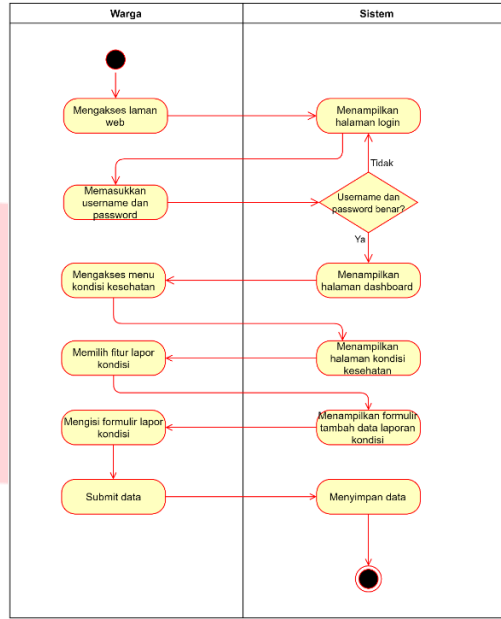 Warga
Sistem
Mengakses laman
web
Menampilkan
halaman login
Tidak
Memasukkan
username dan
password
Username dan
password benar?
Ya
Mengakses menu
kondisi kesehatan
Menampilkan
halaman dashboard
Memilih fitur lapor
kondisi
Menampilkan
halaman kondisi
kesehatan
Mengisi formulir lapor
kondisi
Menampilkan formulir
tambah data laporan
kondisi
Submit data
Menyimpan data